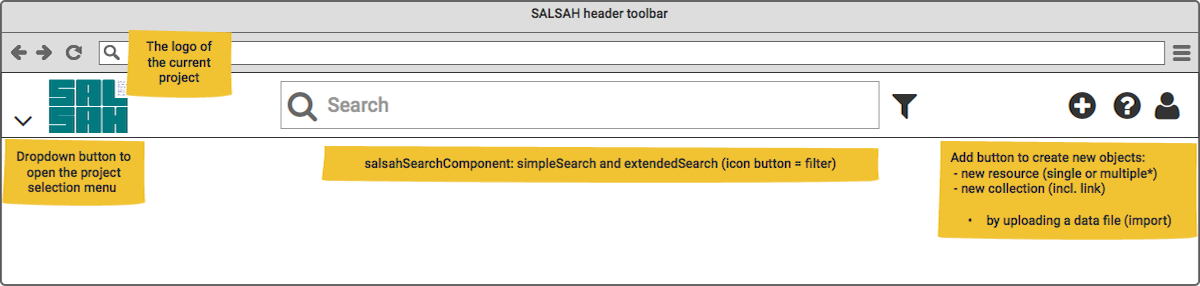 SALSAH header toolbar
The logo of
the current
project
SAL
SAH
Search
Dropdown button to
open the project
selection menu
salsahSearchComponent: simpleSearch and extendedSearch (icon button = filter)
Add button to create new objects:
- new resource (single or multiple*)
- new collection (incl. link)
• by uploading a data file (import)